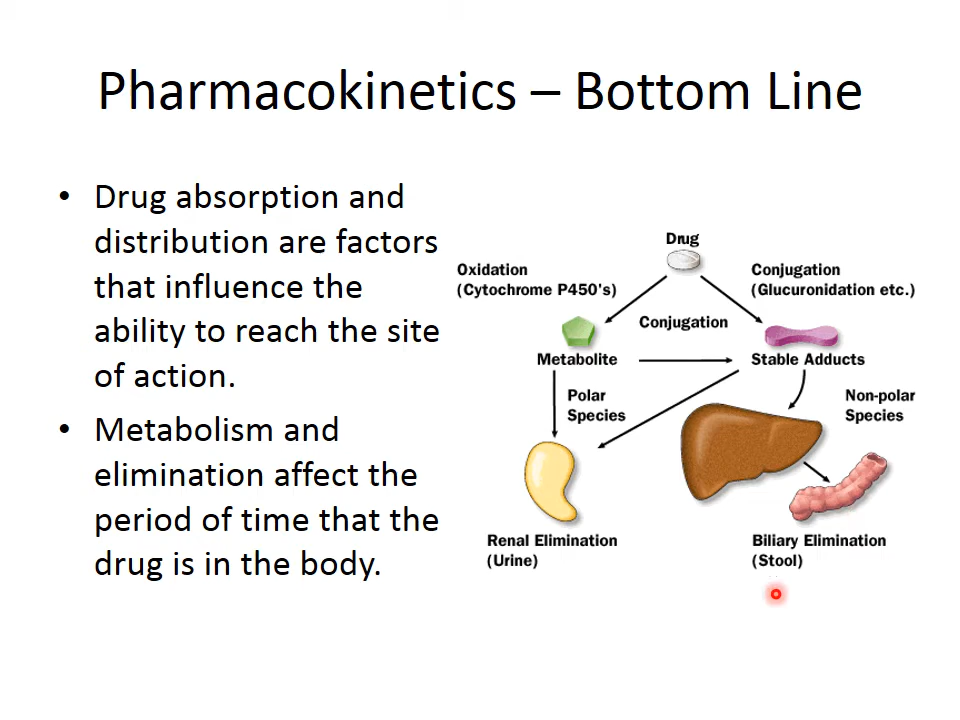 Pharmacokinetics – Bottom Line
• Drug absorption and
distribution are factors
that influence the
ability to reach the site
of action.
• Metabolism and
elimination affect the
period of time that the
drug is in the body.
Drug
Oxidation
(Cytochrome P450's)
Conjugation
(Glucuronidation etc.)
Conjugation
Metabolite
Stable Adducts
Polar
Species
Non-polar
Species
Renal Elimination
(Urine)
Biliary Elimination
(Stool)